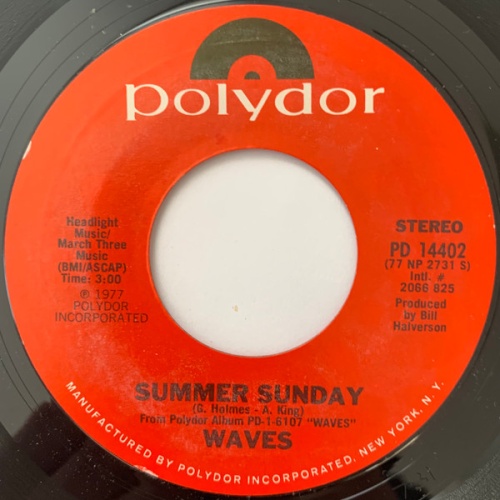 polydor
Headlight
Music/
March Three
Music
(BMI/ASCAP)
Time: 3:00
℗ 1977
POLYDOR
INCORPORATED
STEREO
PD 14402
(77 NP 2731 S)
Intl. #
2066 825
Produced
by Bill
Halverson
SUMMER SUNDAY
(G. Holmes - A. King)
From Polydor Album PD-1-6107 "WAVES"
WAVES
MANUFACTURED BY POLYDOR INCORPORATED, NEW YORK, N.Y.